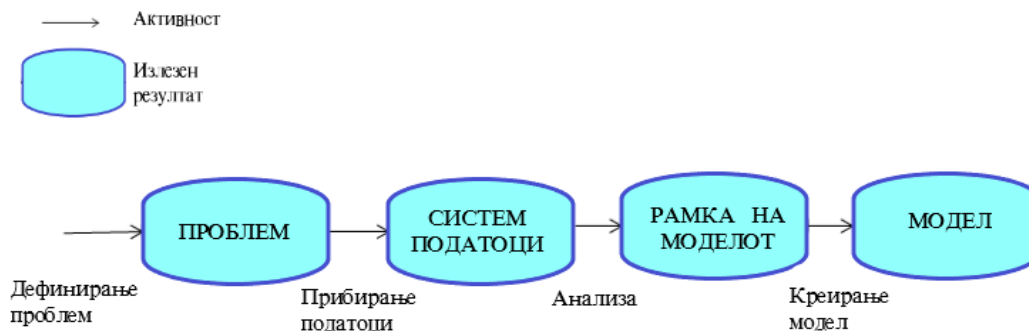 Активност
Излезен
резултат
ПРОБЛЕМ
СИСТЕМ
ПОДАТОЦИ
РАМКА НА
МОДЕЛОТ
МОДЕЛ
Дефинирање
проблем
Прибирање
податоци
Анализа
Креирање
модел